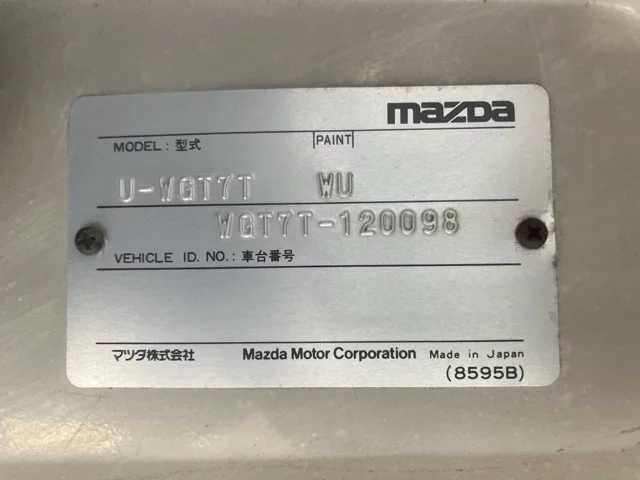 mazda
MODEL : 型式 PAINT
U-WGT7T WU
WGT7T-120098
VEHICLE ID. NO. : 車台番号
マツダ株式会社 Mazda Motor Corporation Made in Japan
(8595B)